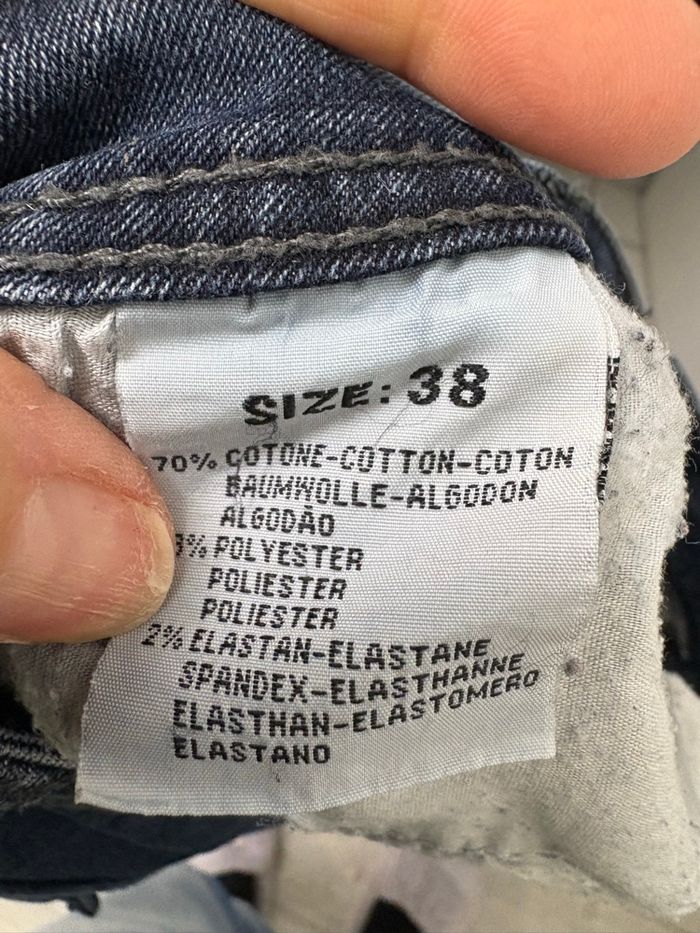 SIZE: 38
70% COTONE-COTTON-COTON
BAUMWOLLE-ALGODON
ALGODÃO
% POLYESTER
POLIESTER
POLIESTER
2% ELASTAN-ELASTANE
SPANDEX-ELASTHANNE
ELASTHAN-ELASTOMERO
ELASTANO